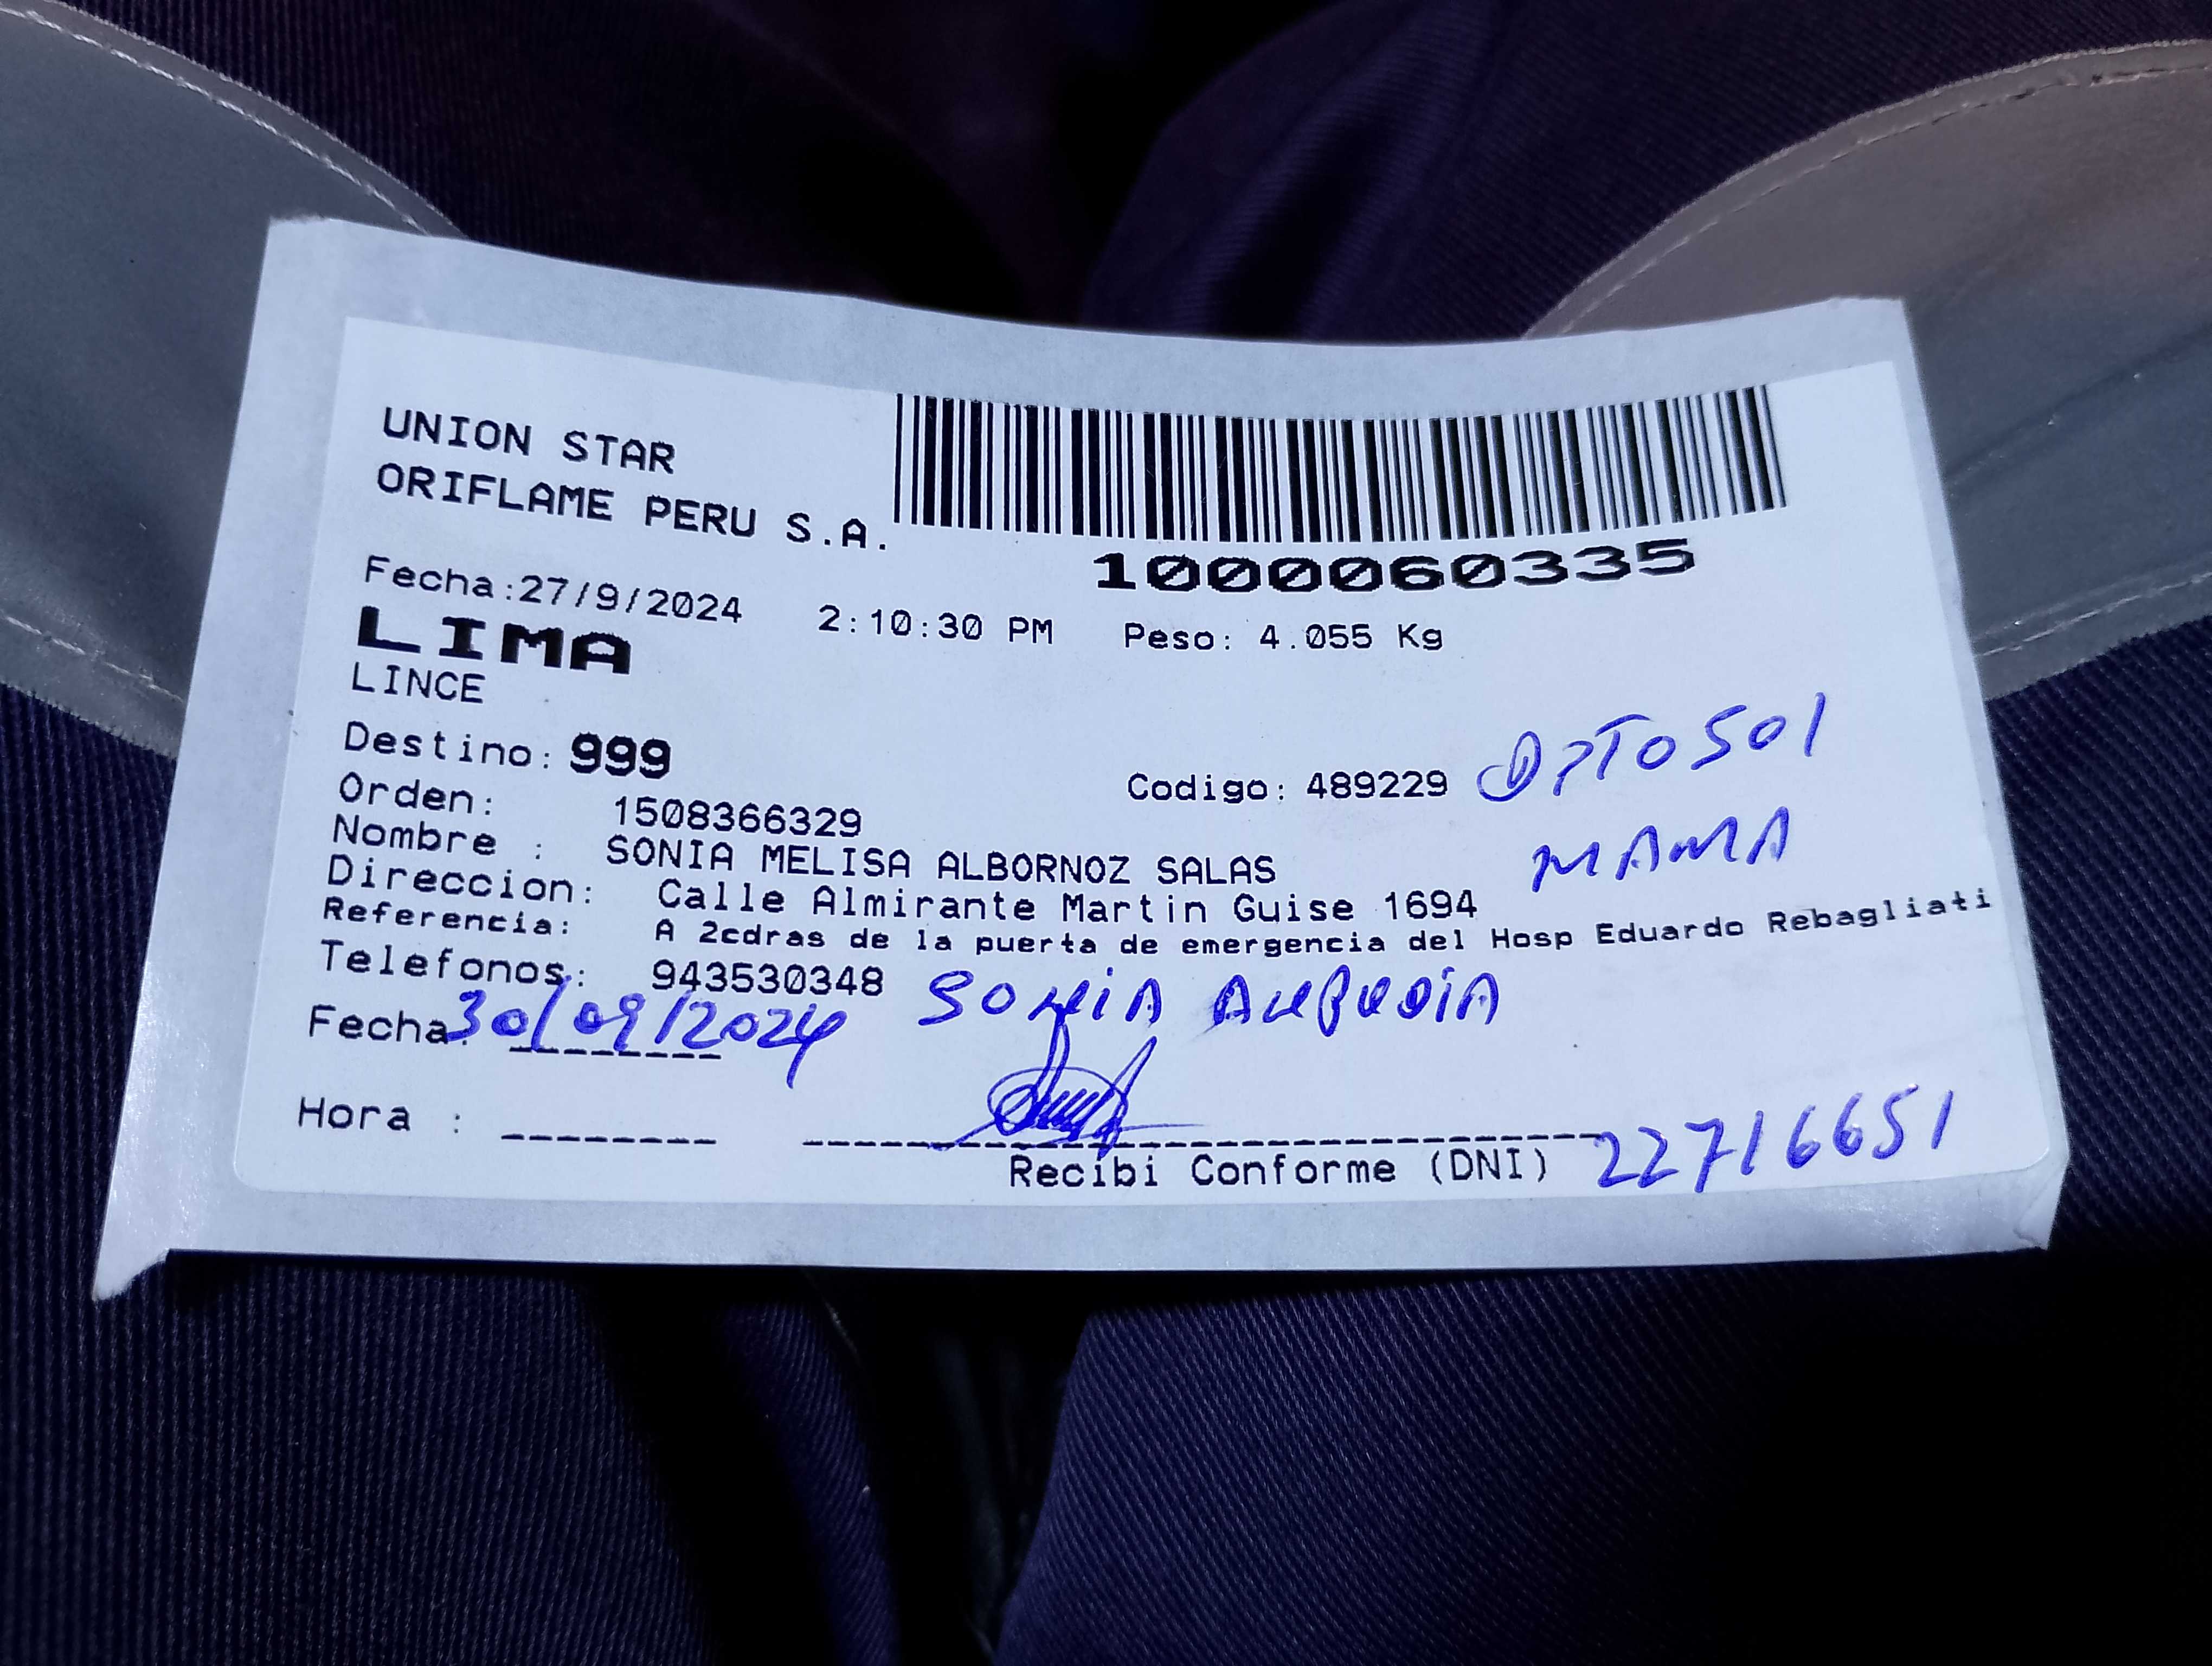 UNION STAR
ORIFLAME PERU S.A.
1000060335
Fecha:27/9/2024 2:10:30 PM Peso: 4.055 Kg
LIMA
LINCE
Destino: 999
Codigo: 489229 DPTO 501
Orden: 1508366329
MAMA
Nombre : SONIA MELISA ALBORNOZ SALAS
Direccion: Calle Almirante Martin Guise 1694
Referencia: A 2cdras de la puerta de emergencia del Hosp Eduardo Rebagliati
Telefonos: 943530348
SONIA
Fecha: 30/09/2024
Hora : -------- 22716651
Recibi Conforme (DNI)